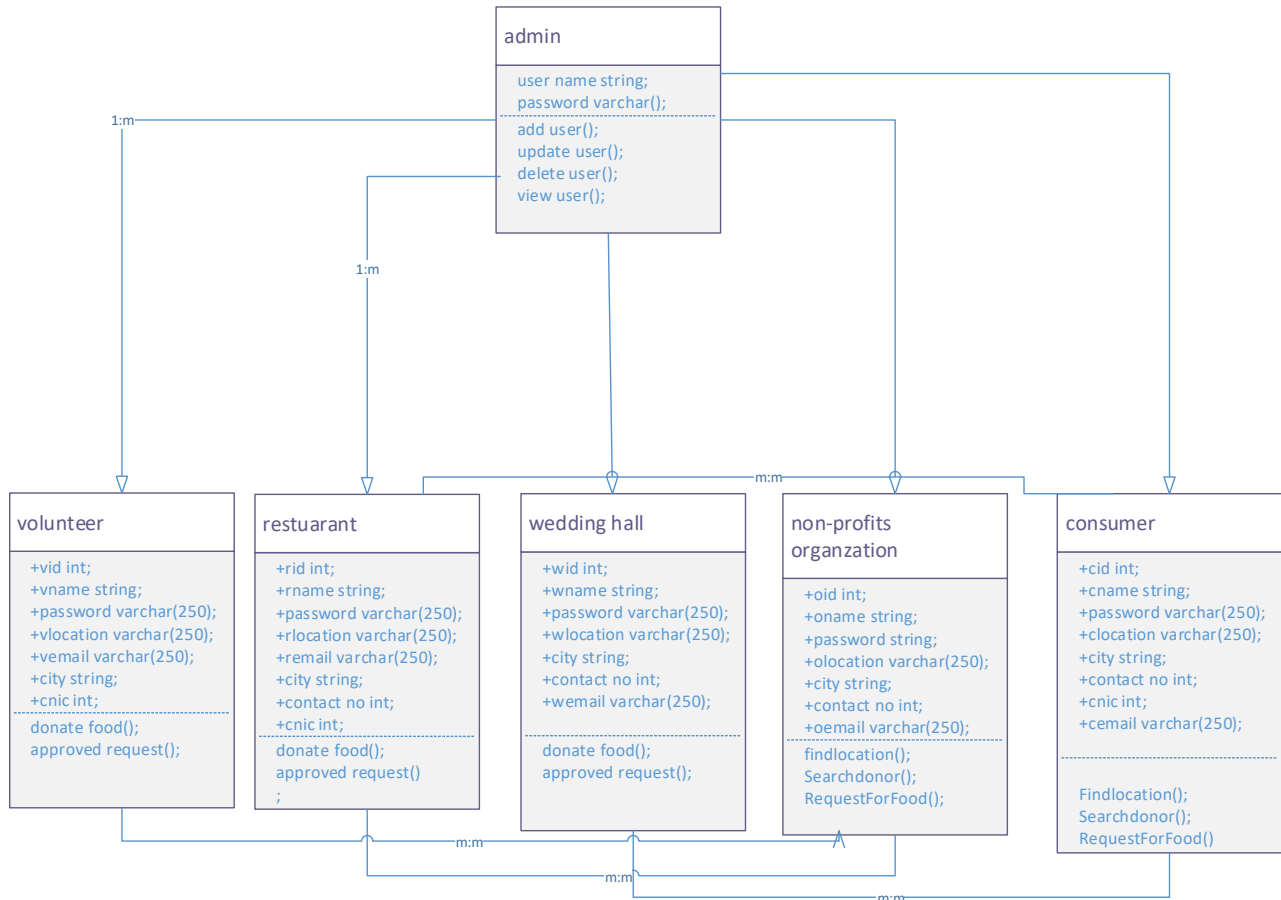 admin
user name string;
password varchar();
add user();
update user();
delete user();
view user();
1:m
1:m
m:m
volunteer
+vid int;
+vname string;
+password varchar(250);
+vlocation varchar(250);
+vemail varchar(250);
+city string;
+cnic int;
donate food();
approved request();
restuarant
+rid int;
+rname string;
+password varchar(250);
+rlocation varchar(250);
+remail varchar(250);
+city string;
+contact no int;
+cnic int;
donate food();
approved request()
;
wedding hall
+wid int;
+wname string;
+password varchar(250);
+wlocation varchar(250);
+city string;
+contact no int;
+wemail varchar(250);
donate food();
approved request();
non-profits
organzation
+oid int;
+oname string;
+password string;
+olocation varchar(250);
+city string;
+contact no int;
+oemail varchar(250);
findlocation();
Searchdonor();
RequestForFood();
consumer
+cid int;
+cname string;
+password varchar(250);
+clocation varchar(250);
+city string;
+contact no int;
+cnic int;
+cemail varchar(250);
Findlocation();
Searchdonor();
RequestForFood()
m:m
m:m
m:m